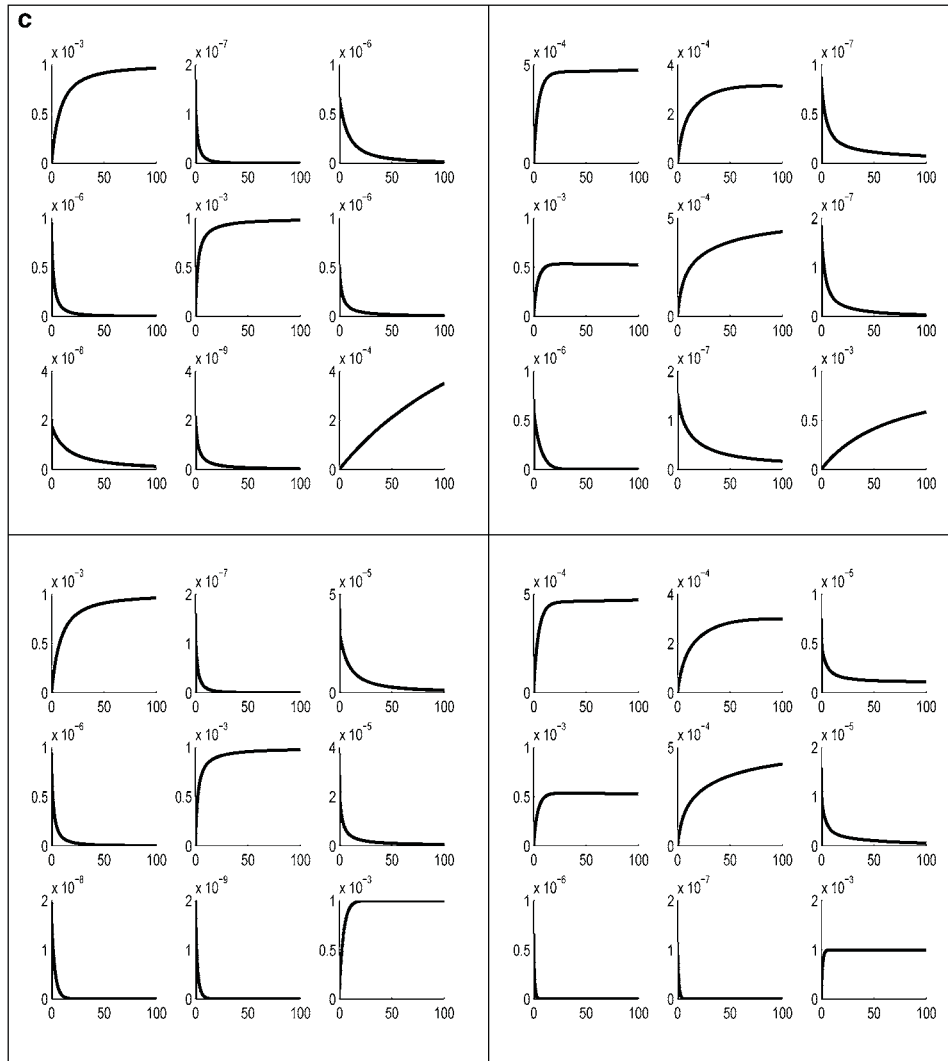 c
x 10⁻³ x 10⁻⁷ x 10⁻⁶ x 10⁻⁴ x 10⁻⁴ x 10⁻⁷
1 2 1 5 4 1
0.5 1 0.5 2 0.5
0 0 0 0 0 0
0 50 100 0 50 100 0 50 100 0 50 100 0 50 100 0 50 100
x 10⁻⁶ x 10⁻³ x 10⁻⁶ x 10⁻³ x 10⁻⁴ x 10⁻⁷
1 1 1 1 5 2
0.5 0.5 0.5 0.5 1
0 0 0 0 0 0
0 50 100 0 50 100 0 50 100 0 50 100 0 50 100 0 50 100
x 10⁻⁸ x 10⁻⁹ x 10⁻⁴ x 10⁻⁶ x 10⁻⁷ x 10⁻³
4 4 4 1 2 1
2 2 2 0.5 1 0.5
0 0 0 0 0 0
0 50 100 0 50 100 0 50 100 0 50 100 0 50 100 0 50 100
x 10⁻³ x 10⁻⁷ x 10⁻⁵ x 10⁻⁴ x 10⁻⁴ x 10⁻⁵
1 2 5 5 4 1
0.5 1 2 0.5
0 0 0 0 0 0
0 50 100 0 50 100 0 50 100 0 50 100 0 50 100 0 50 100
x 10⁻⁶ x 10⁻³ x 10⁻⁵ x 10⁻³ x 10⁻⁴ x 10⁻⁵
1 1 4 1 5 2
0.5 0.5 2 0.5 1
0 0 0 0 0 0
0 50 100 0 50 100 0 50 100 0 50 100 0 50 100 0 50 100
x 10⁻⁸ x 10⁻⁹ x 10⁻³ x 10⁻⁶ x 10⁻⁷ x 10⁻³
2 2 1 1 2 2
1 1 0.5 0.5 1 1
0 0 0 0 0 0
0 50 100 0 50 100 0 50 100 0 50 100 0 50 100 0 50 100